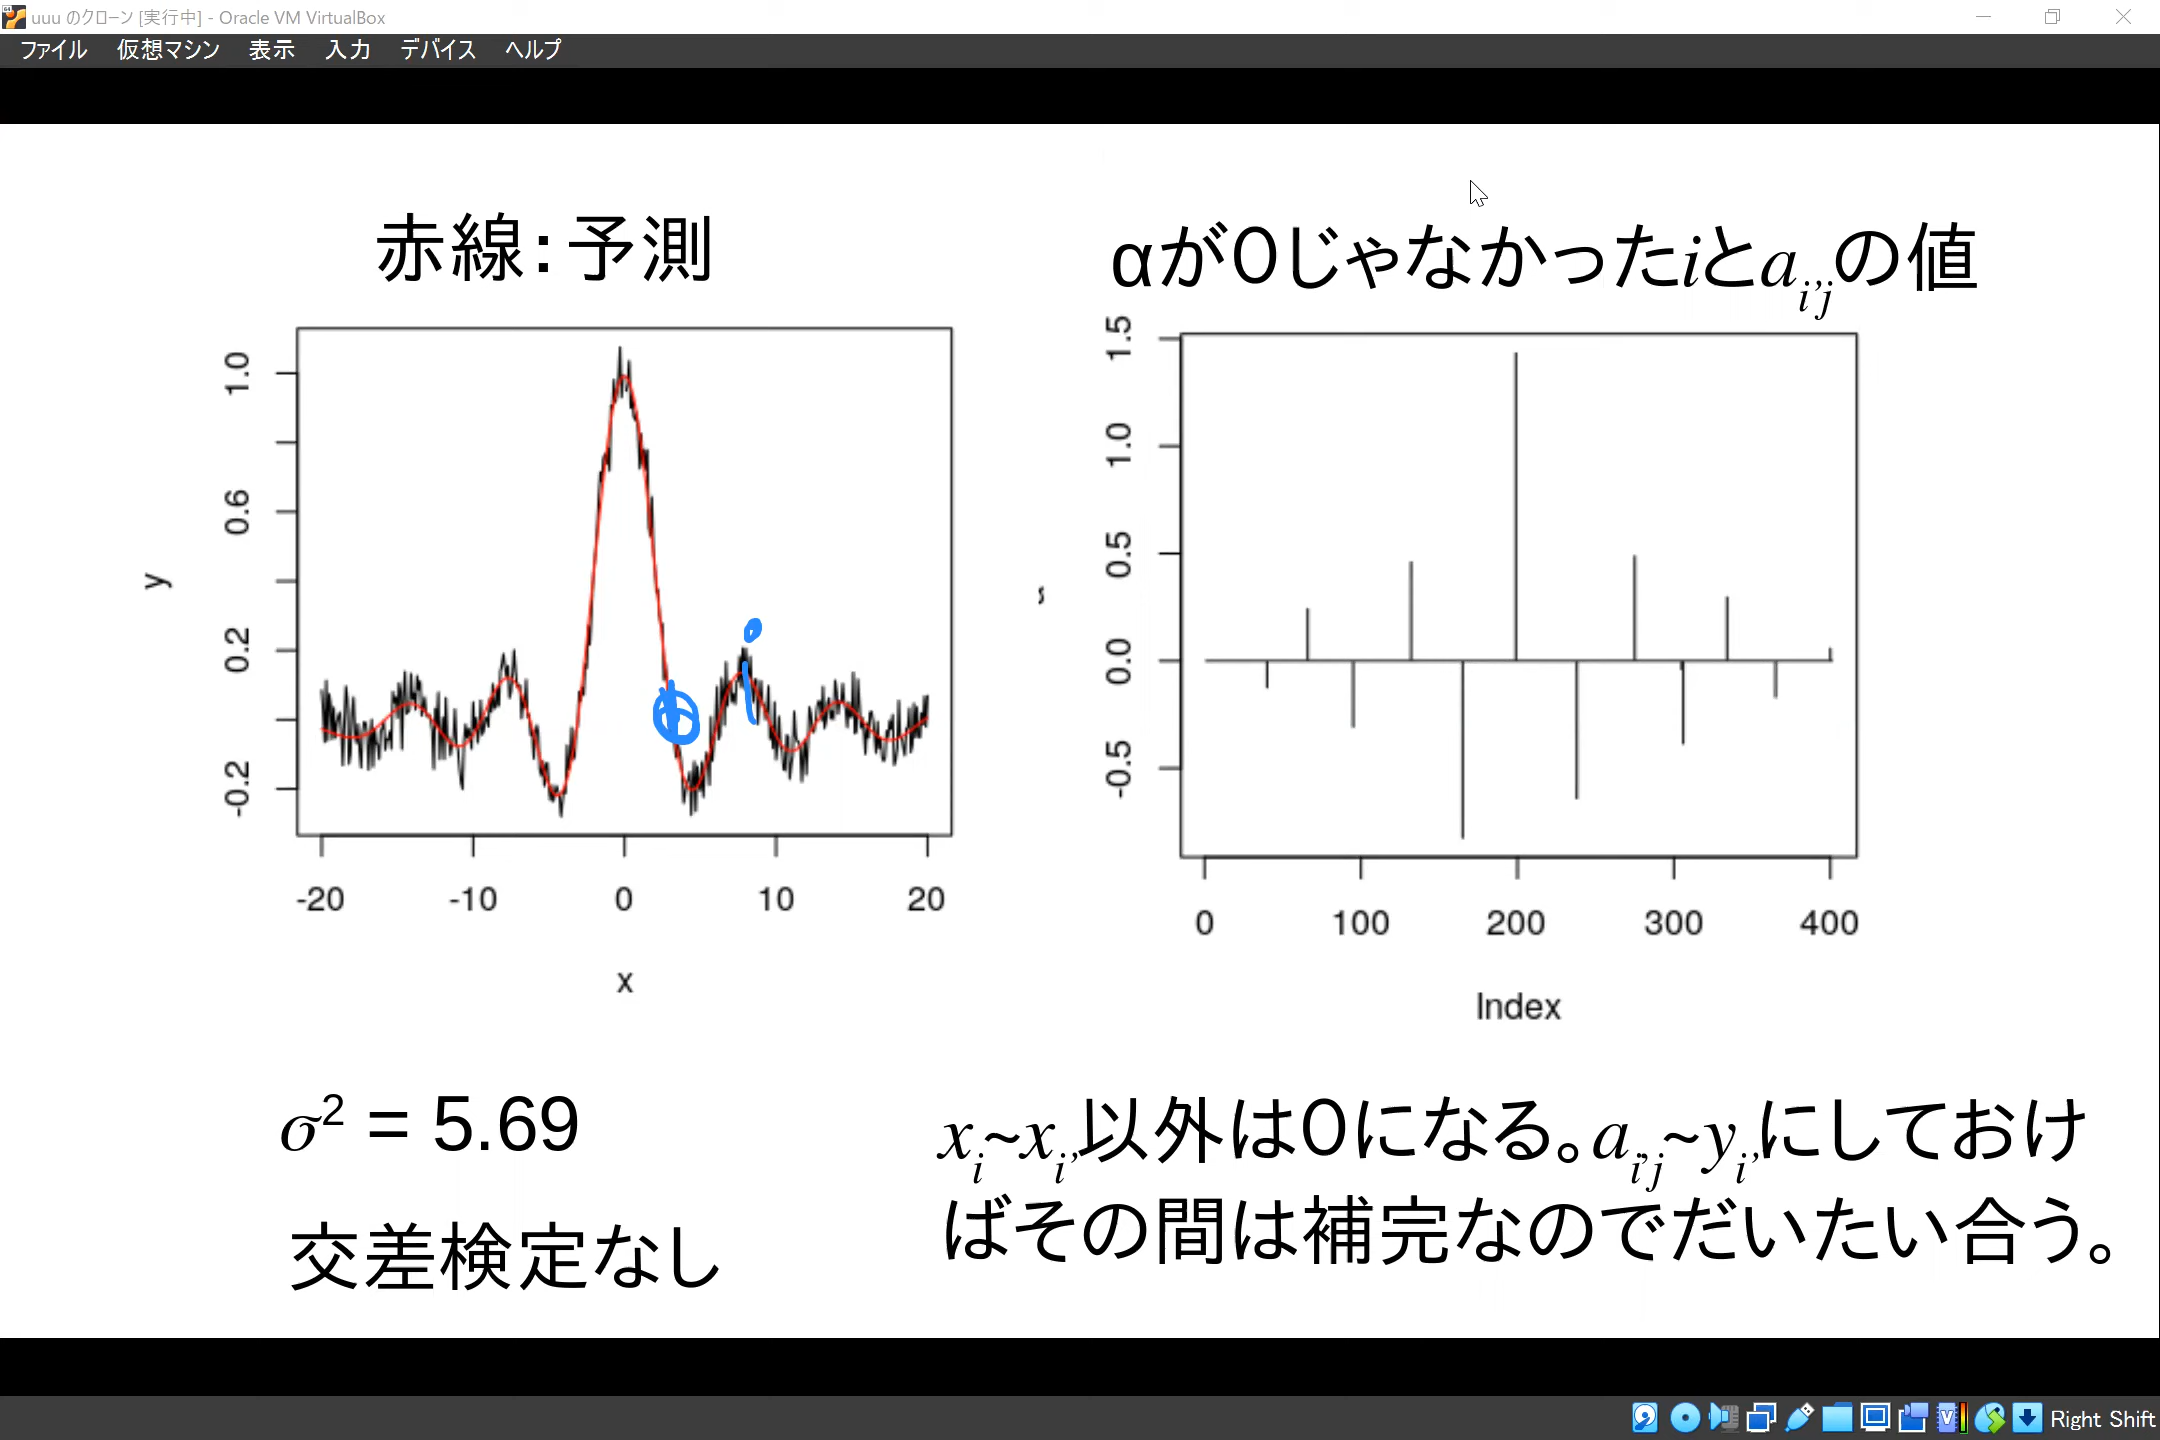 uuu のクローン [実行中] - Oracle VM VirtualBox
ファイル 仮想マシン 表示 入力 デバイス ヘルプ
赤線：予測
αが0じゃなかったiとai'jの値
1.0
0.6
0.2
-0.2
y
-20 -10 0 10 20
x
1.5
1.0
0.5
0.0
-0.5
0 100 200 300 400
Index
i
σ2 = 5.69
交差検定なし
xi~xi'以外は0になる。ai'j~yi'にしておけ
ばその間は補完なのでだいたい合う。
Right Shift